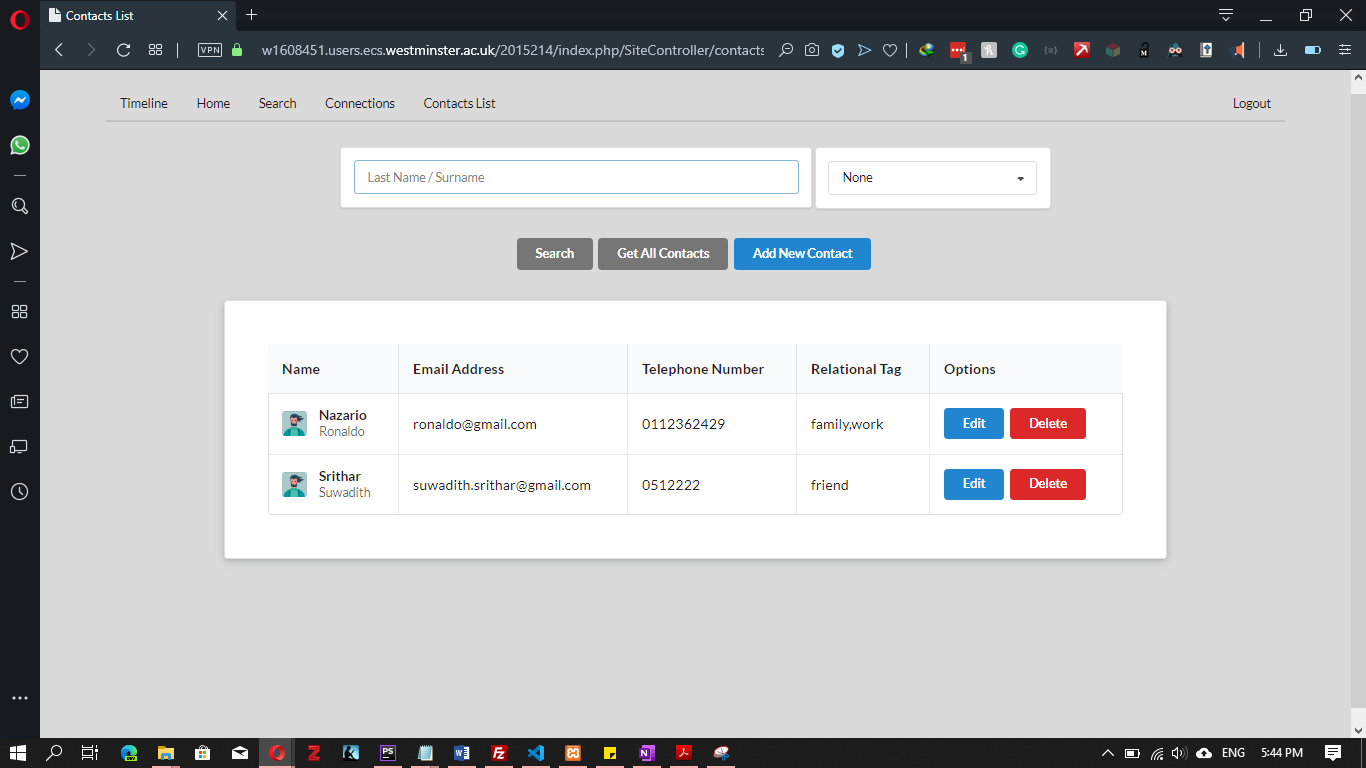 Contacts List
VPN
w1608451.users.ecs.westminster.ac.uk/2015214/index.php/SiteController/contacts
1
Timeline Home Search Connections Contacts List Logout
Last Name / Surname
None
Search Get All Contacts Add New Contact
Name Email Address Telephone Number Relational Tag Options
Nazario
Ronaldo
ronaldo@gmail.com 0112362429 family,work Edit Delete
Srithar
Suwadith
suwadith.srithar@gmail.com 0512222 friend Edit Delete
ENG 5:44 PM